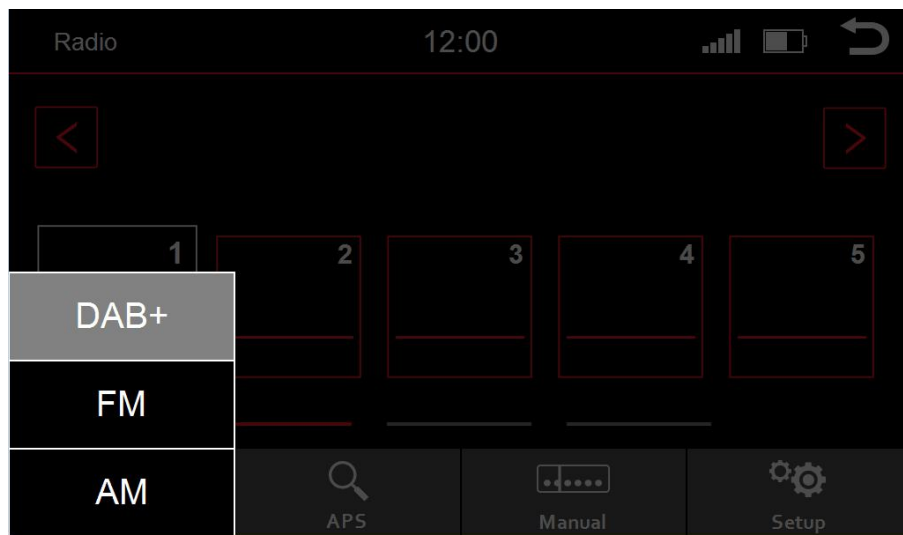 Radio 12:00
<
>
1 2 3 4 5
DAB+
FM
AM
APS Manual Setup